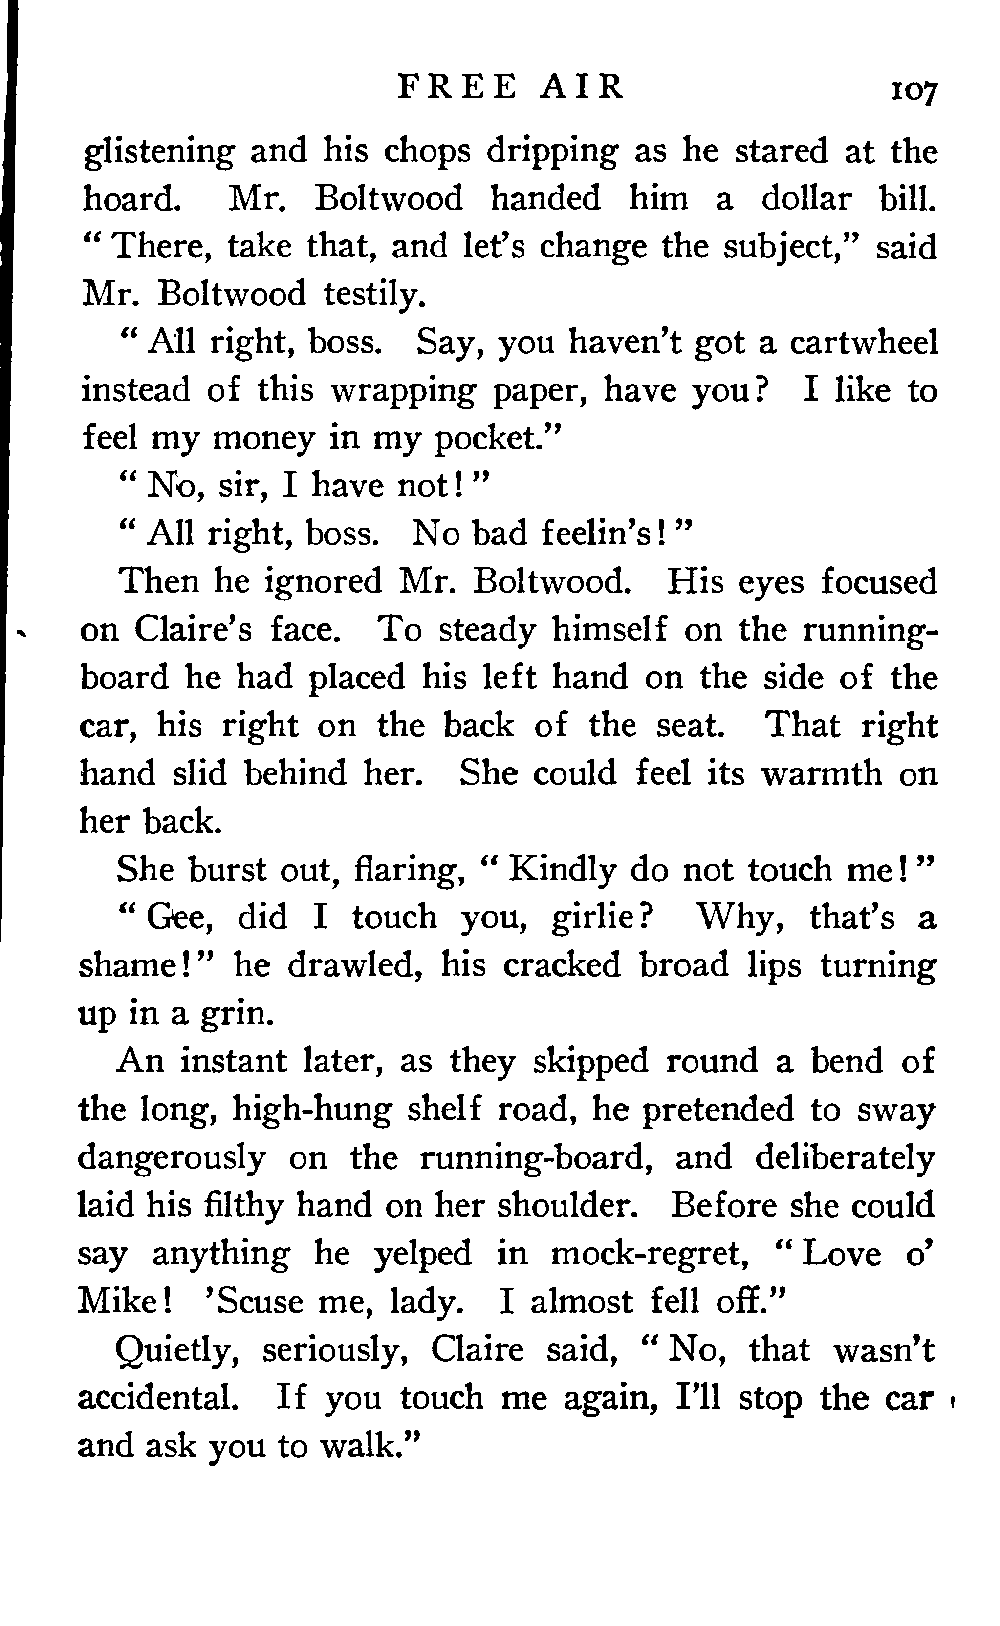 FREE AIR 107
glistening and his chops dripping as he stared at the
hoard. Mr. Boltwood handed him a dollar bill.
“ There, take that, and let’s change the subject,” said
Mr. Boltwood testily.
“ All right, boss. Say, you haven’t got a cartwheel
instead of this wrapping paper, have you? I like to
feel my money in my pocket.”
“ No, sir, I have not! ”
“ All right, boss. No bad feelin’s! ”
Then he ignored Mr. Boltwood. His eyes focused
on Claire’s face. To steady himself on the running-
board he had placed his left hand on the side of the
car, his right on the back of the seat. That right
hand slid behind her. She could feel its warmth on
her back.
She burst out, flaring, “ Kindly do not touch me! ”
“ Gee, did I touch you, girlie? Why, that’s a
shame! ” he drawled, his cracked broad lips turning
up in a grin.
An instant later, as they skipped round a bend of
the long, high-hung shelf road, he pretended to sway
dangerously on the running-board, and deliberately
laid his filthy hand on her shoulder. Before she could
say anything he yelped in mock-regret, “ Love o’
Mike! ’Scuse me, lady. I almost fell off.”
Quietly, seriously, Claire said, “ No, that wasn’t
accidental. If you touch me again, I’ll stop the car
and ask you to walk.”